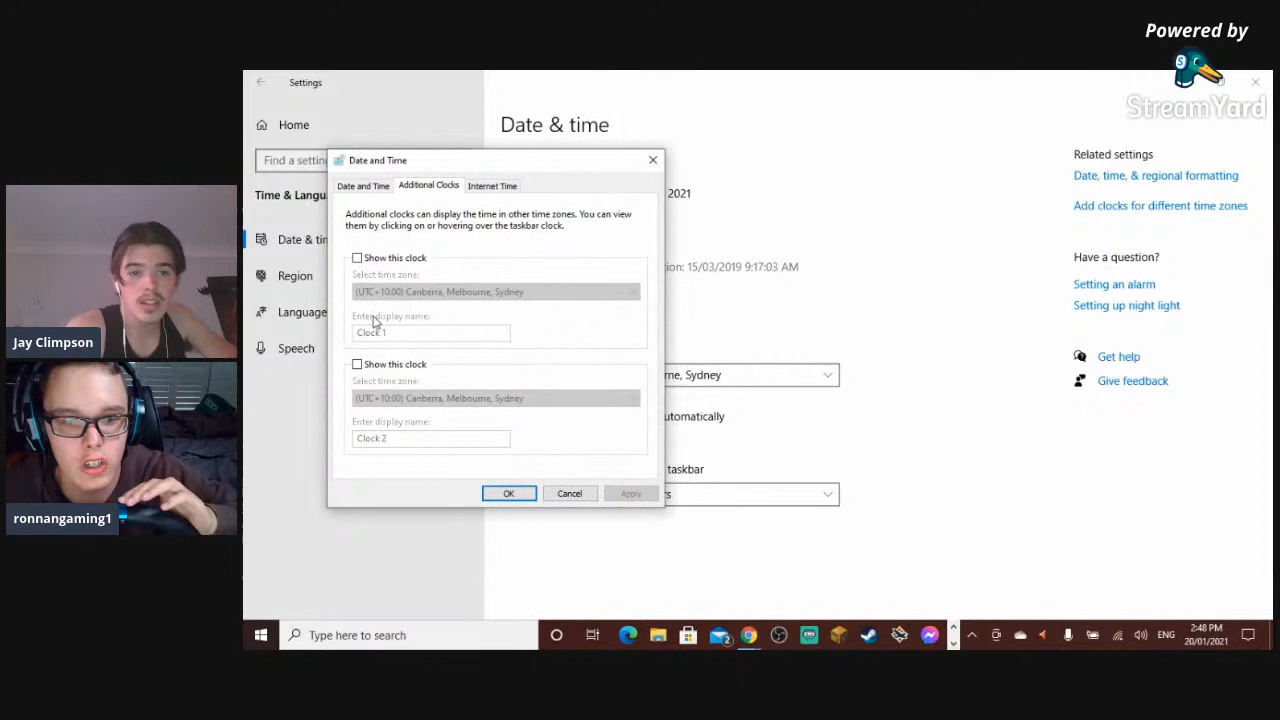 Powered by
StreamYard
Settings
Home
Find a settin
Time & Langu
Date & tin
Region
Language
Speech
Date & time
2021
ion: 15/03/2019 9:17:03 AM
rne, Sydney
utomatically
taskbar
rs
Related settings
Date, time, & regional formatting
Add clocks for different time zones
Have a question?
Setting an alarm
Setting up night light
Get help
Give feedback
Date and Time
Date and Time
Additional Clocks
Internet Time
Additional clocks can display the time in other time zones. You can view
them by clicking on or hovering over the taskbar clock.
Show this clock
Select time zone:
(UTC+10:00) Canberra, Melbourne, Sydney
Enter display name:
Clock 1
Show this clock
Select time zone:
(UTC+10:00) Canberra, Melbourne, Sydney
Enter display name:
Clock 2
OK
Cancel
Apply
Jay Climpson
ronnangaming1
Type here to search
2
ENG
2:48 PM
20/01/2021